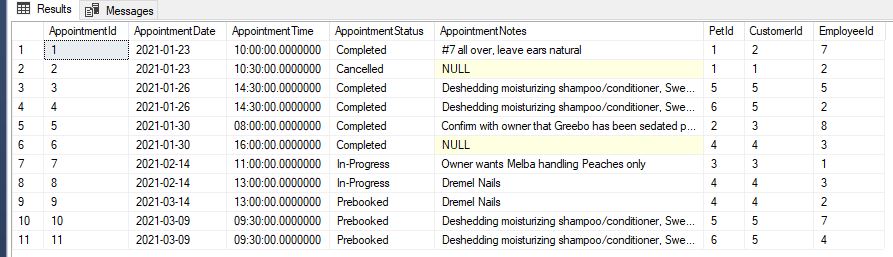 Results Messages
AppointmentId AppointmentDate AppointmentTime AppointmentStatus AppointmentNotes PetId CustomerId EmployeeId
1 1 2021-01-23 10:00:00.0000000 Completed #7 all over, leave ears natural 1 2 7
2 2 2021-01-23 10:30:00.0000000 Cancelled NULL 1 1 2
3 3 2021-01-26 14:30:00.0000000 Completed Deshedding moisturizing shampoo/conditioner, Swe... 5 5 5
4 4 2021-01-26 14:30:00.0000000 Completed Deshedding moisturizing shampoo/conditioner, Swe... 6 5 2
5 5 2021-01-30 08:00:00.0000000 Completed Confirm with owner that Greebo has been sedated p... 2 3 8
6 6 2021-01-30 16:00:00.0000000 Completed NULL 4 4 3
7 7 2021-02-14 11:00:00.0000000 In-Progress Owner wants Melba handling Peaches only 3 3 1
8 8 2021-02-14 13:00:00.0000000 In-Progress Dremel Nails 4 4 3
9 9 2021-03-14 13:00:00.0000000 Prebooked Dremel Nails 4 4 2
10 10 2021-03-09 09:30:00.0000000 Prebooked Deshedding moisturizing shampoo/conditioner, Swe... 5 5 7
11 11 2021-03-09 09:30:00.0000000 Prebooked Deshedding moisturizing shampoo/conditioner, Swe... 6 5 4